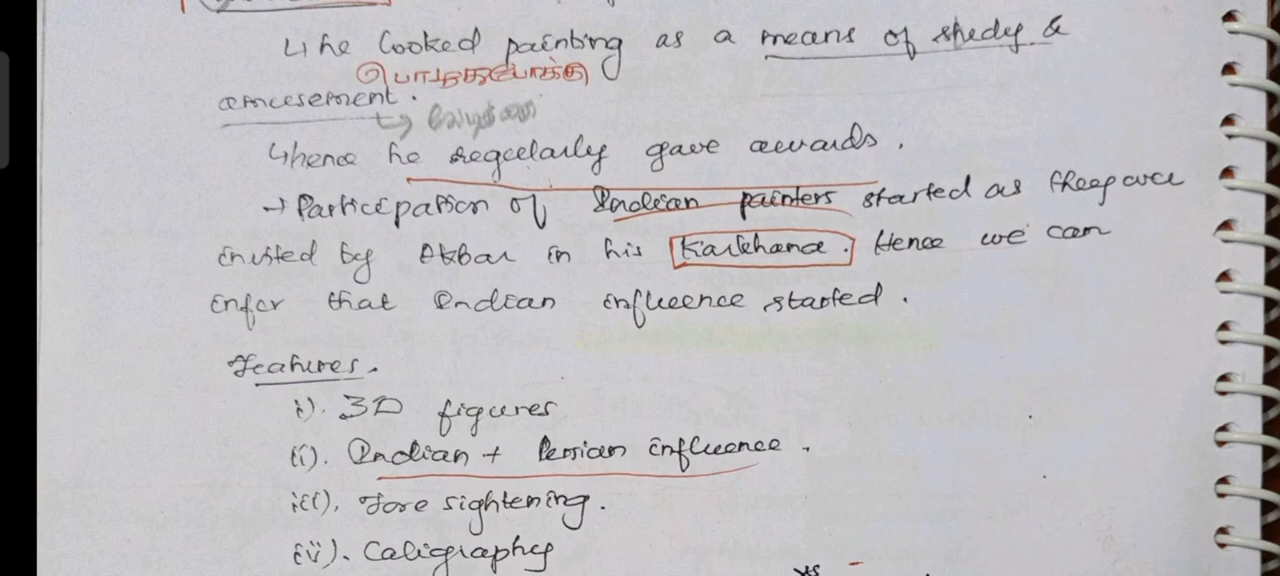 ↳he looked painting as a means of study &
பொழுதுபோக்கு
amusement.
↳ வேடிக்கை
↳hence he regularly gave awards.
→ Participation of Indian painters started as they are
invited by Akbar in his Karkhana. Hence we can
infer that Indian influence started.
Features.
i). 3D figures
ii). Indian + Persian influence.
iii). Fore sightening.
iv). Caligraphy